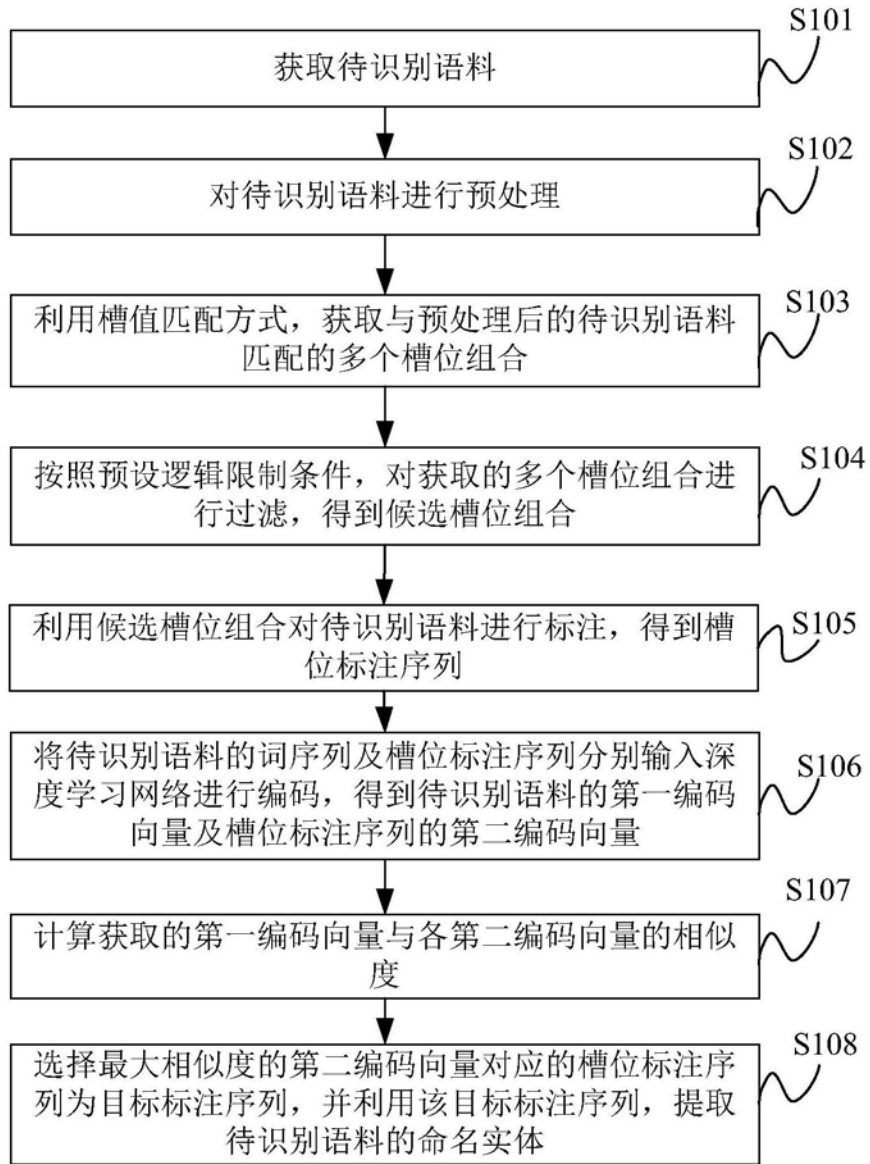 S101
获取待识别语料
S102
对待识别语料进行预处理
S103
利用槽值匹配方式，获取与预处理后的待识别语料
匹配的多个槽位组合
S104
按照预设逻辑限制条件，对获取的多个槽位组合进
行过滤，得到候选槽位组合
S105
利用候选槽位组合对待识别语料进行标注，得到槽
位标注序列
S106
将待识别语料的词序列及槽位标注序列分别输入深
度学习网络进行编码，得到待识别语料的第一编码
向量及槽位标注序列的第二编码向量
S107
计算获取的第一编码向量与各第二编码向量的相似
度
S108
选择最大相似度的第二编码向量对应的槽位标注序
列为目标标注序列，并利用该目标标注序列，提取
待识别语料的命名实体